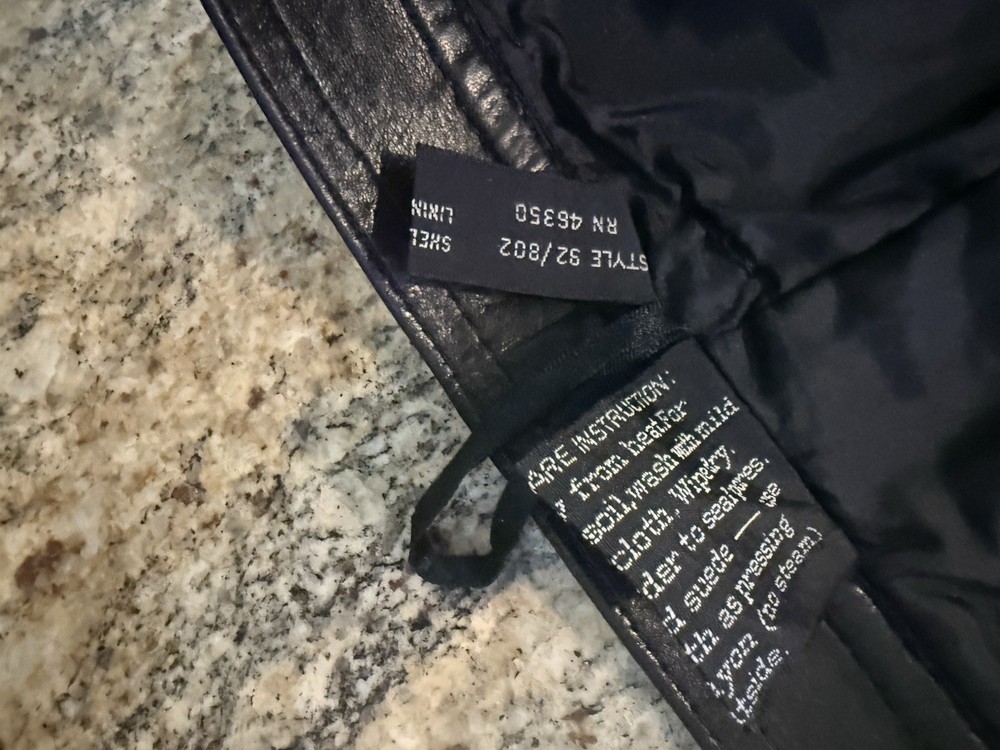 STYLE 92/802
RN 46350
SHEL
LININ
ARE INSTRUCTION:
from heat For
soil, wash with mild
cloth. Wipe dry.
der to seal pores.
d suede — use
th as pressing
yon (no steam)
tside.